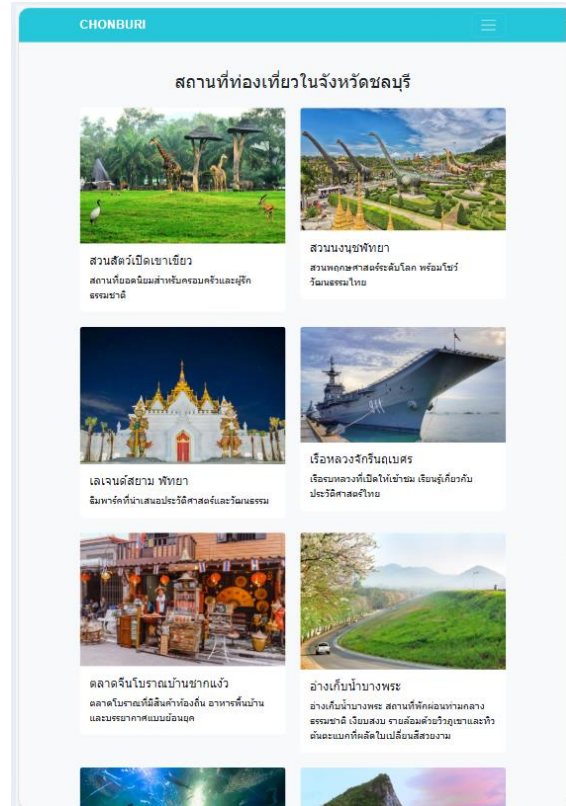 CHONBURI
สถานที่ท่องเที่ยวในจังหวัดชลบุรี
สวนสัตว์เปิดเขาเขียว
สถานที่ยอดนิยมสำหรับครอบครัวและผู้รัก
ธรรมชาติ
สวนนงนุชพัทยา
สวนพฤกษศาสตร์ระดับโลก พร้อมโชว์
วัฒนธรรมไทย
เลเจนด์สยาม พัทยา
ธีมพาร์คที่นำเสนอประวัติศาสตร์และวัฒนธรรม
911
เรือหลวงจักรีนฤเบศร
เรือรบหลวงที่เปิดให้เข้าชม เรียนรู้เกี่ยวกับ
ประวัติศาสตร์ไทย
ตลาดจีนโบราณบ้านชากแง้ว
ตลาดโบราณที่มีสินค้าท้องถิ่น อาหารพื้นบ้าน
และบรรยากาศแบบย้อนยุค
อ่างเก็บน้ำบางพระ
อ่างเก็บน้ำบางพระ สถานที่พักผ่อนท่ามกลาง
ธรรมชาติ เงียบสงบ รายล้อมด้วยวิวภูเขาและทิว
ต้นตะแบกที่ผลัดใบเปลี่ยนสีสวยงาม